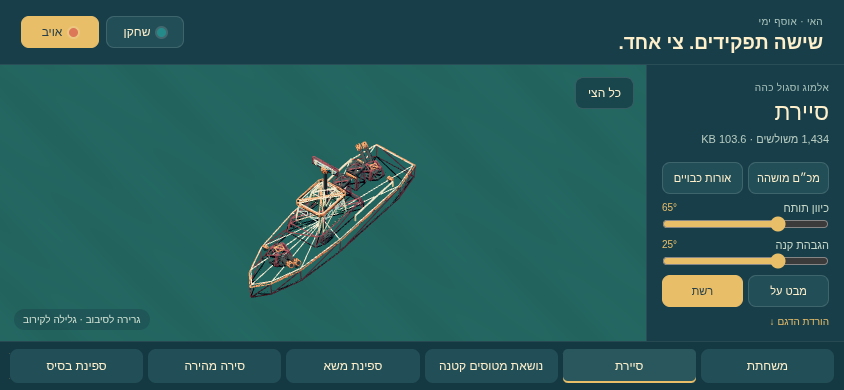 האי · אוסף ימי
שישה תפקידים. צי אחד.
שחקן
אויב
אלמוג וסגול כהה
סיירת
1,434 משולשים · 103.6 KB
מכ״ם מושהה
אורות כבויים
כיוון תותח
65°
הגבהת קנה
25°
מבט על
רשת
הורדת הדגם ↓
כל הצי
גרירה לסיבוב · גלילה לקירוב
משחתת
סיירת
נושאת מטוסים קטנה
ספינת משא
סירה מהירה
ספינת בסיס